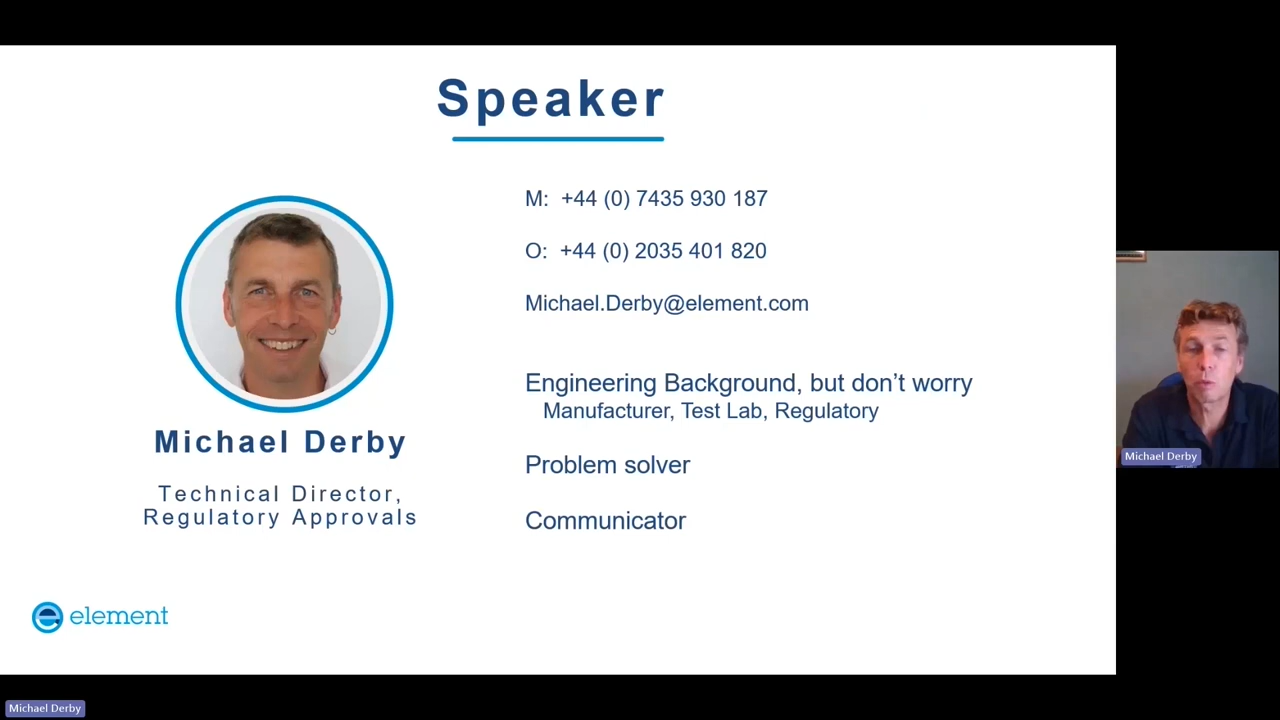 Speaker
M: +44 (0) 7435 930 187
O: +44 (0) 2035 401 820
Michael.Derby@element.com
Engineering Background, but don’t worry
Manufacturer, Test Lab, Regulatory
Problem solver
Communicator
Michael Derby
Technical Director,
Regulatory Approvals
element
Michael Derby
Michael Derby